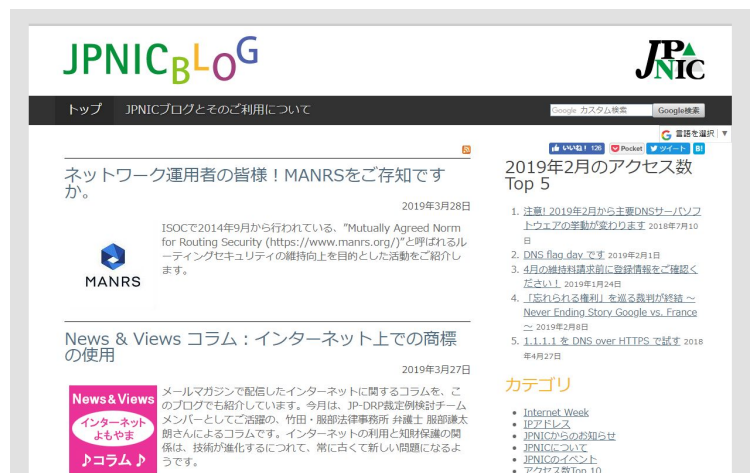 JPNICBLOG
JPNIC
トップ
JPNICブログとそのご利用について
Google カスタム検索
Google検索
G 言語を選択 ▼
いいね! 126
Pocket
ツイート
B!
ネットワーク運用者の皆様！MANRSをご存知です
か。
2019年3月28日
MANRS
ISOCで2014年9月から行われている、”Mutually Agreed Norm
for Routing Security (https://www.manrs.org/)”と呼ばれるル
ーティングセキュリティの維持向上を目的とした活動をご紹介し
ます。
News & Views コラム：インターネット上での商標
の使用
2019年3月27日
News&Views
インターネット
よもやま
♪コラム♪
メールマガジンで配信したインターネットに関するコラムを、こ
のブログでも紹介しています。今月は、JP-DRP裁定例検討チーム
メンバーとしてご活躍の、竹田・服部法律事務所 弁護士 服部謙太
朗さんによるコラムです。インターネットの利用と知財保護の関
係は、技術が進化するにつれて、常に古くて新しい問題になるよ
うです。
2019年2月のアクセス数
Top 5
1. 注意! 2019年2月から主要DNSサーバソフ
トウェアの挙動が変わります 2018年7月10
日
2. DNS flag day です 2019年2月1日
3. 4月の維持料請求前に登録情報をご確認く
ださい！ 2019年1月24日
4. 「忘れられる権利」を巡る裁判が終結 ～
Never Ending Story Google vs. France
～ 2019年2月8日
5. 1.1.1.1 を DNS over HTTPS で試す 2018
年4月27日
カテゴリ
Internet Week
IPアドレス
JPNICからのお知らせ
JPNICについて
JPNICのイベント
アクセス数Top 10